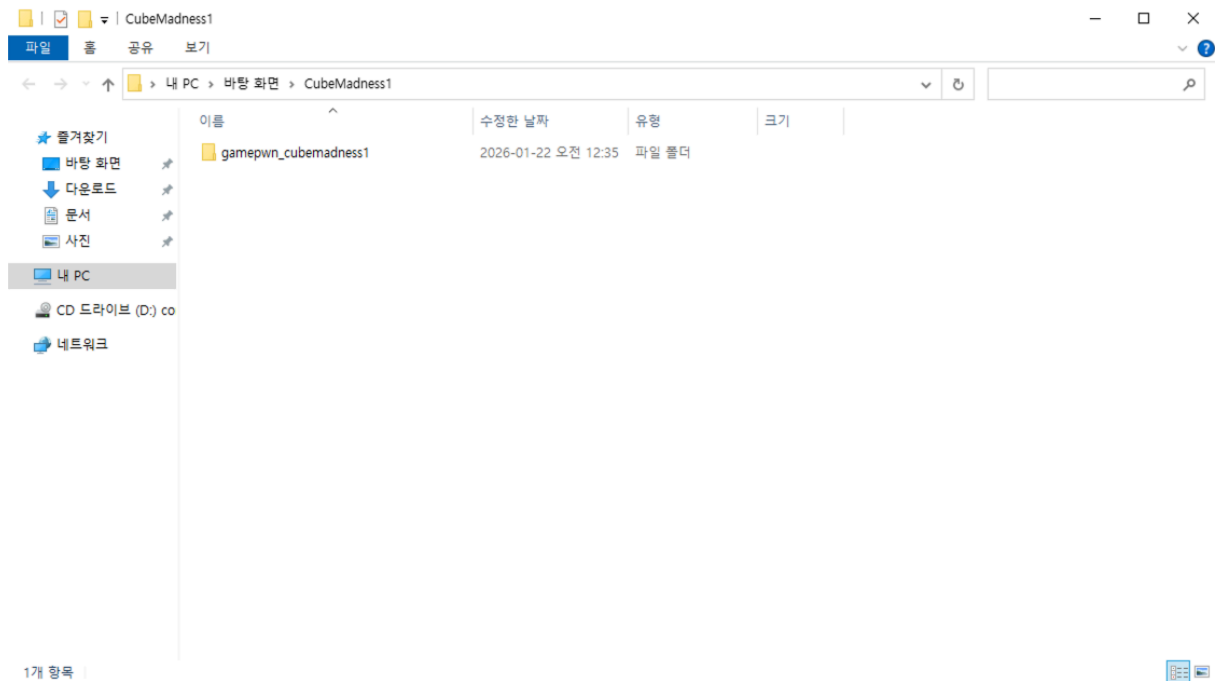 CubeMadness1
파일 홈 공유 보기
내 PC › 바탕 화면 › CubeMadness1
이름 수정한 날짜 유형 크기
gamepwn_cubemadness1 2026-01-22 오전 12:35 파일 폴더
즐겨찾기
바탕 화면
다운로드
문서
사진
내 PC
CD 드라이브 (D:) co
네트워크
1개 항목